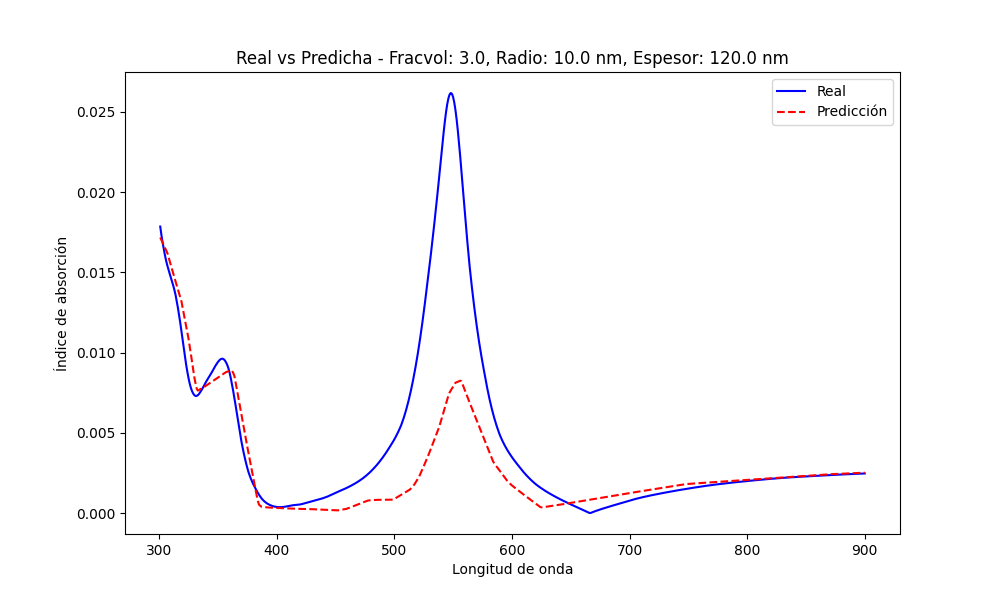 Real vs Predicha - Fracvol: 3.0, Radio: 10.0 nm, Espesor: 120.0 nm
Real
Predicción
Índice de absorción
0.025
0.020
0.015
0.010
0.005
0.000
300 400 500 600 700 800 900
Longitud de onda